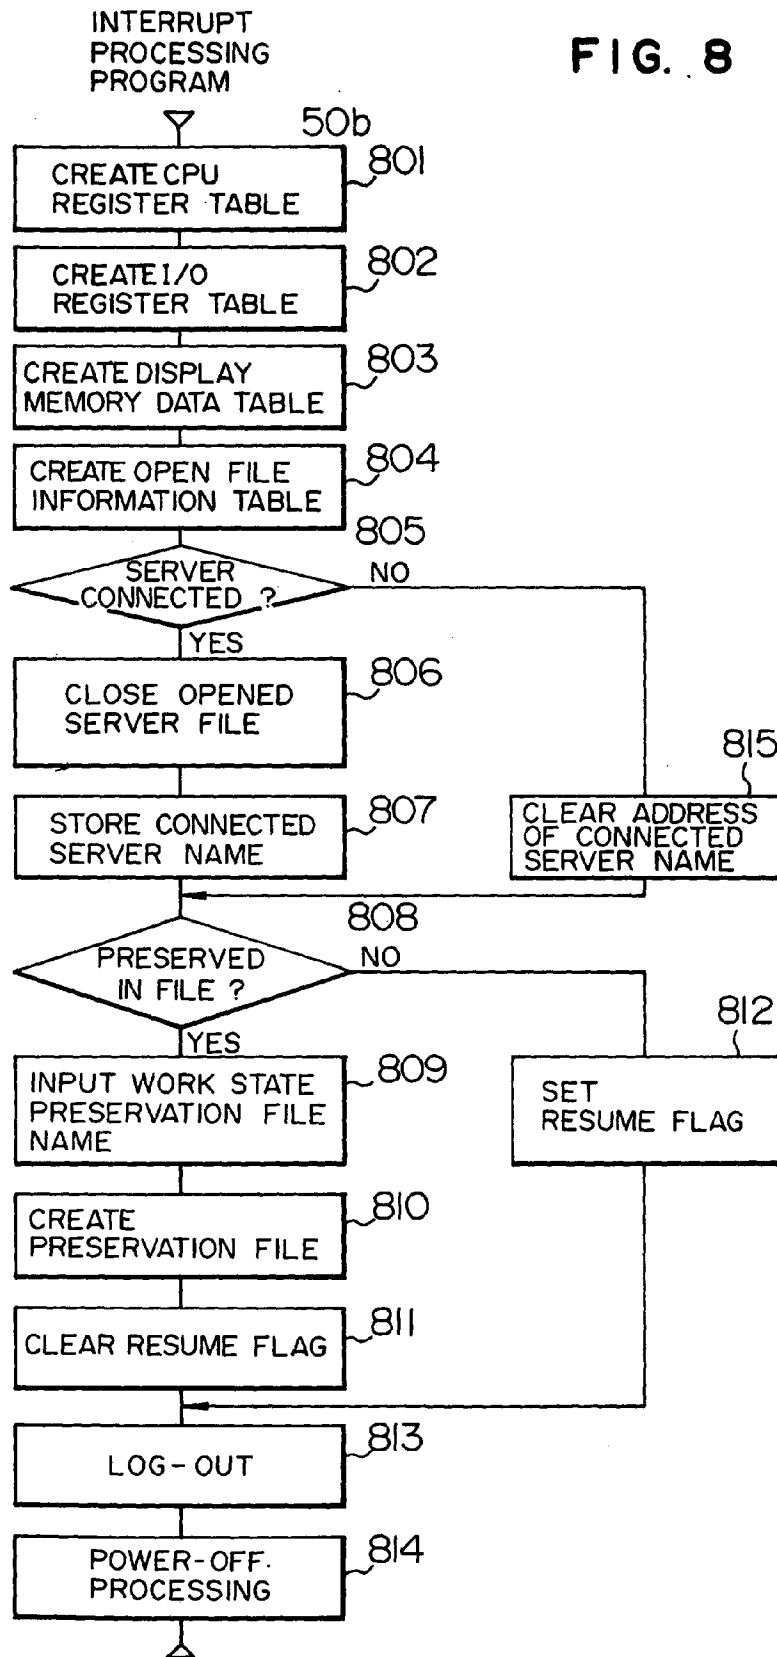 INTERRUPT
PROCESSING
PROGRAM
FIG. 8
50b
CREATE CPU
REGISTER TABLE
801
CREATE I/O
REGISTER TABLE
802
CREATE DISPLAY
MEMORY DATA TABLE
803
CREATE OPEN FILE
INFORMATION TABLE
804
805
SERVER
CONNECTED ?
NO
YES
CLOSE OPENED
SERVER FILE
806
815
STORE CONNECTED
SERVER NAME
807
CLEAR ADDRESS
OF CONNECTED
SERVER NAME
808
PRESERVED
IN FILE ?
NO
YES
812
INPUT WORK STATE
PRESERVATION FILE
NAME
809
SET
RESUME FLAG
CREATE
PRESERVATION FILE
810
CLEAR RESUME FLAG
811
LOG-OUT
813
POWER-OFF
PROCESSING
814